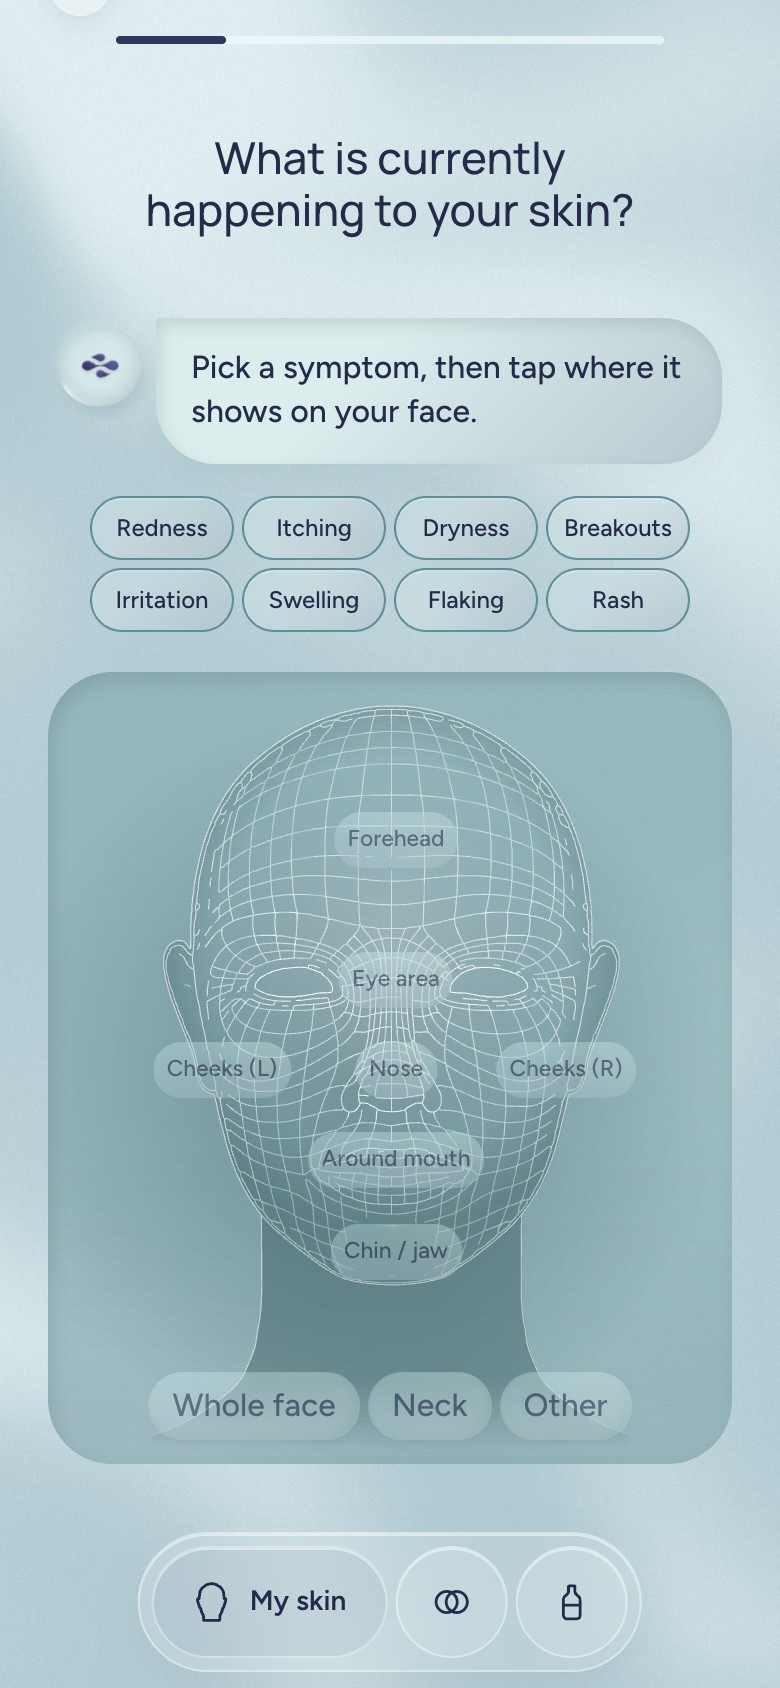 What is currently
happening to your skin?
Pick a symptom, then tap where it
shows on your face.
Redness
Itching
Dryness
Breakouts
Irritation
Swelling
Flaking
Rash
Forehead
Eye area
Cheeks (L)
Nose
Cheeks (R)
Around mouth
Chin / jaw
Whole face
Neck
Other
My skin